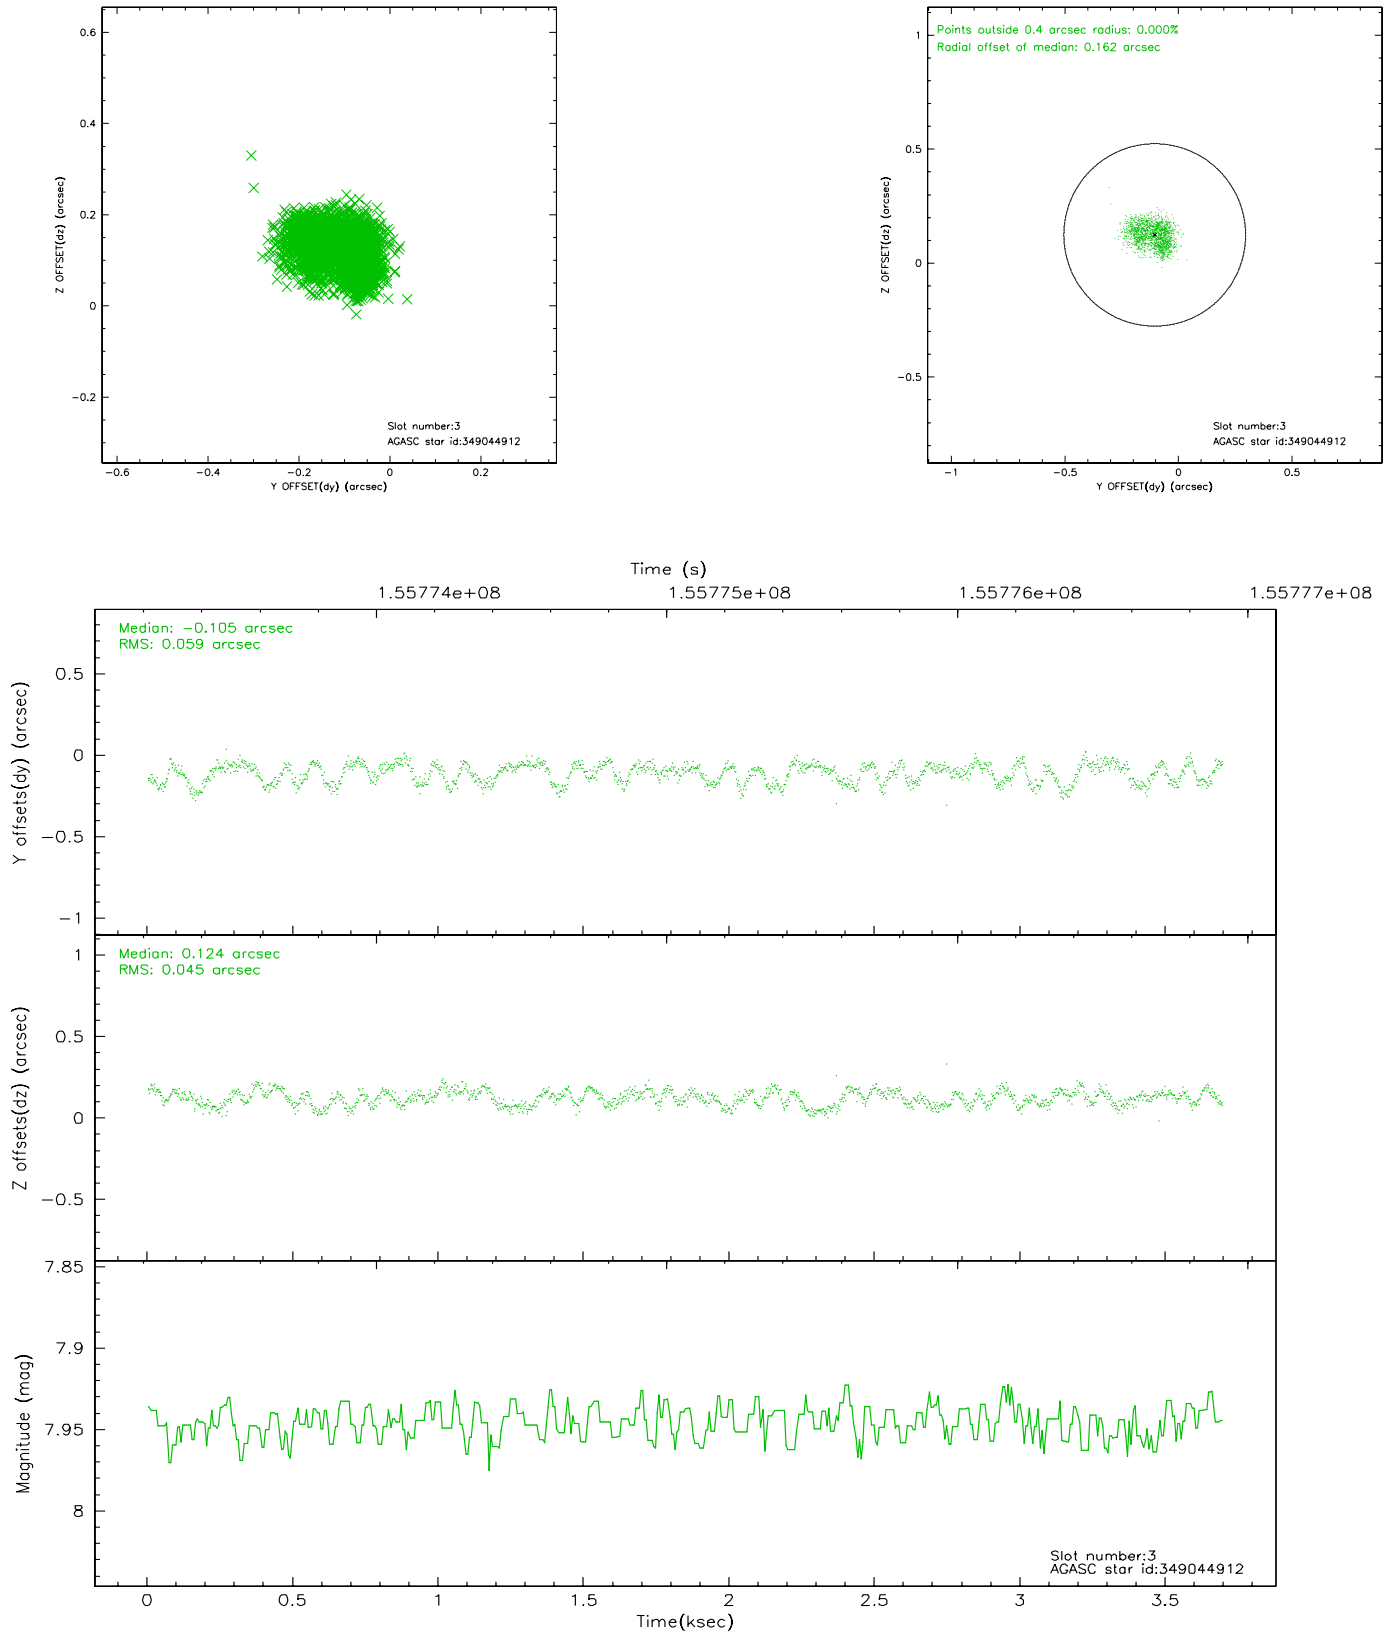 0.6
0.4
0.2
0
−0.2
Z OFFSET(dz) (arcsec)
Slot number:3
AGASC star id:349044912
−0.6 −0.4 −0.2 0 0.2
Y OFFSET(dy) (arcsec)
Points outside 0.4 arcsec radius: 0.000%
Radial offset of median: 0.162 arcsec
1
0.5
0
−0.5
Z OFFSET(dz) (arcsec)
Slot number:3
AGASC star id:349044912
−1 −0.5 0 0.5
Y OFFSET(dy) (arcsec)
Time (s)
1.55774e+08 1.55775e+08 1.55776e+08 1.55777e+08
Median: −0.105 arcsec
RMS: 0.059 arcsec
0.5
0
−0.5
−1
Y offsets(dy) (arcsec)
Median: 0.124 arcsec
RMS: 0.045 arcsec
1
0.5
0
−0.5
Z offsets(dz) (arcsec)
7.85
7.9
7.95
8
Magnitude (mag)
Slot number:3
AGASC star id:349044912
0 0.5 1 1.5 2 2.5 3 3.5
Time(ksec)